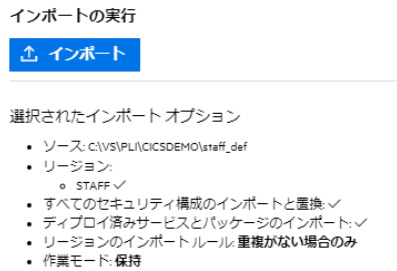 インポートの実行
インポート
選択されたインポート オプション
ソース: C:\VS\PLI\CICSDEMO\staff_def
リージョン:
STAFF ✓
すべてのセキュリティ構成のインポートと置換: ✓
ディプロイ済みサービスとパッケージのインポート: ✓
リージョンのインポート ルール: 重複がない場合のみ
作業モード: 保持